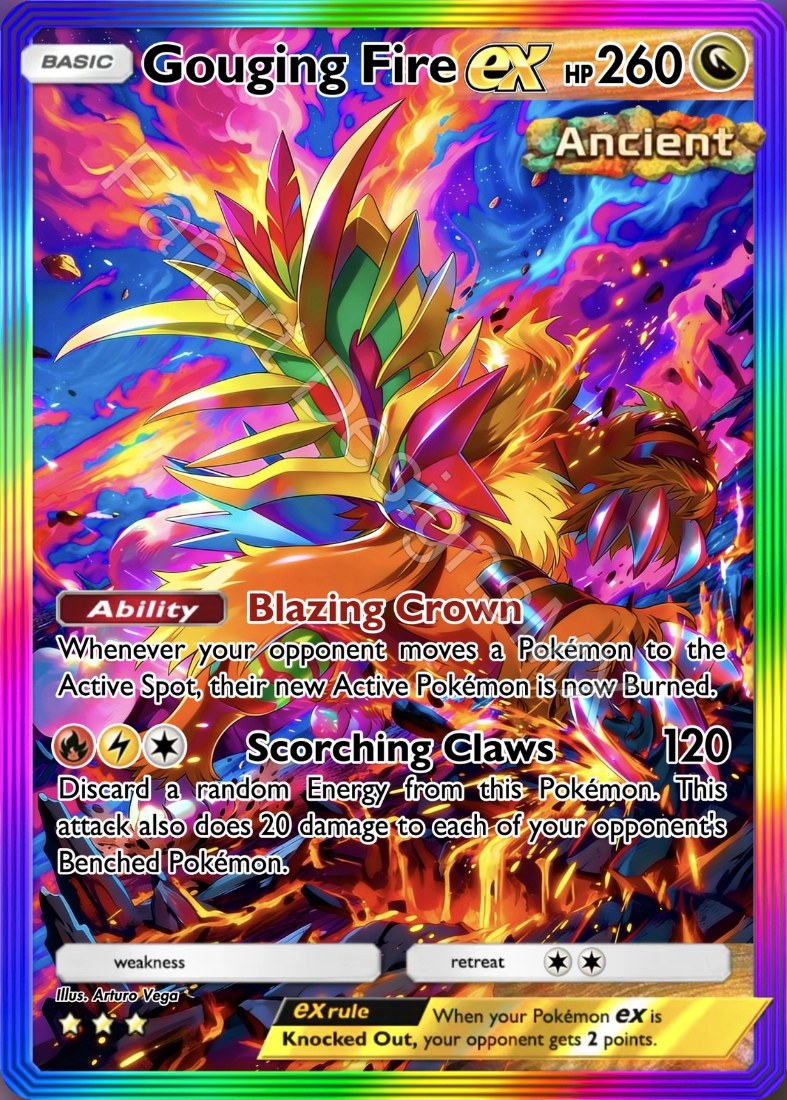 BASIC Gouging Fire ex HP 260
Ancient
Ability Blazing Crown
Whenever your opponent moves a Pokémon to the
Active Spot, their new Active Pokémon is now Burned.
Scorching Claws 120
Discard a random Energy from this Pokémon. This
attack also does 20 damage to each of your opponent's
Benched Pokémon.
weakness
retreat
Illus. Arturo Vega
ex rule When your Pokémon ex is
Knocked Out, your opponent gets 2 points.
Fanart